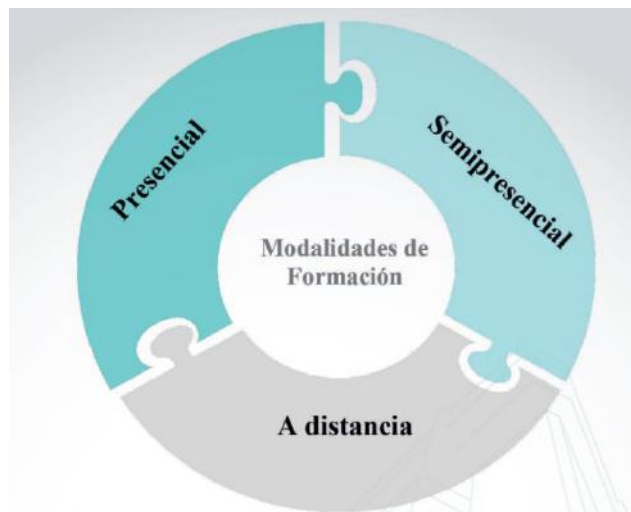 Presencial
Semipresencial
Modalidades de
Formación
A distancia